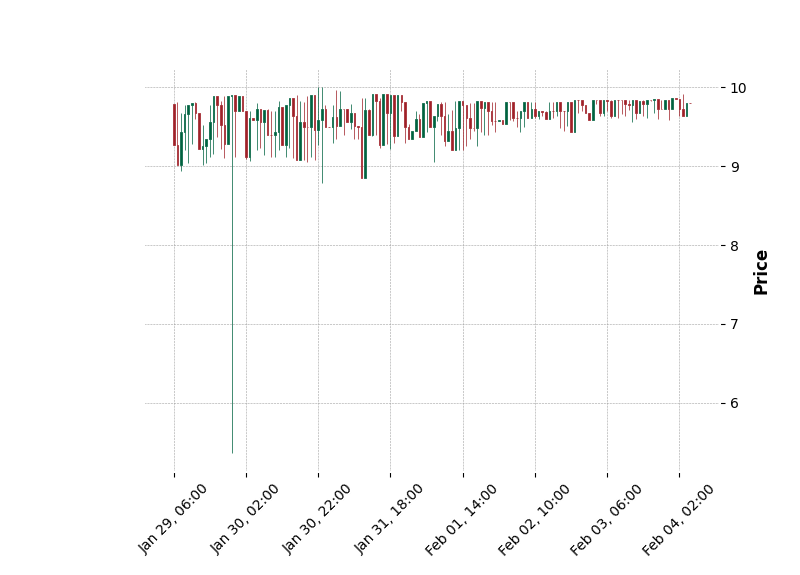 10
9
8
7
6
Price
Jan 29, 06:00
Jan 30, 02:00
Jan 30, 22:00
Jan 31, 18:00
Feb 01, 14:00
Feb 02, 10:00
Feb 03, 06:00
Feb 04, 02:00